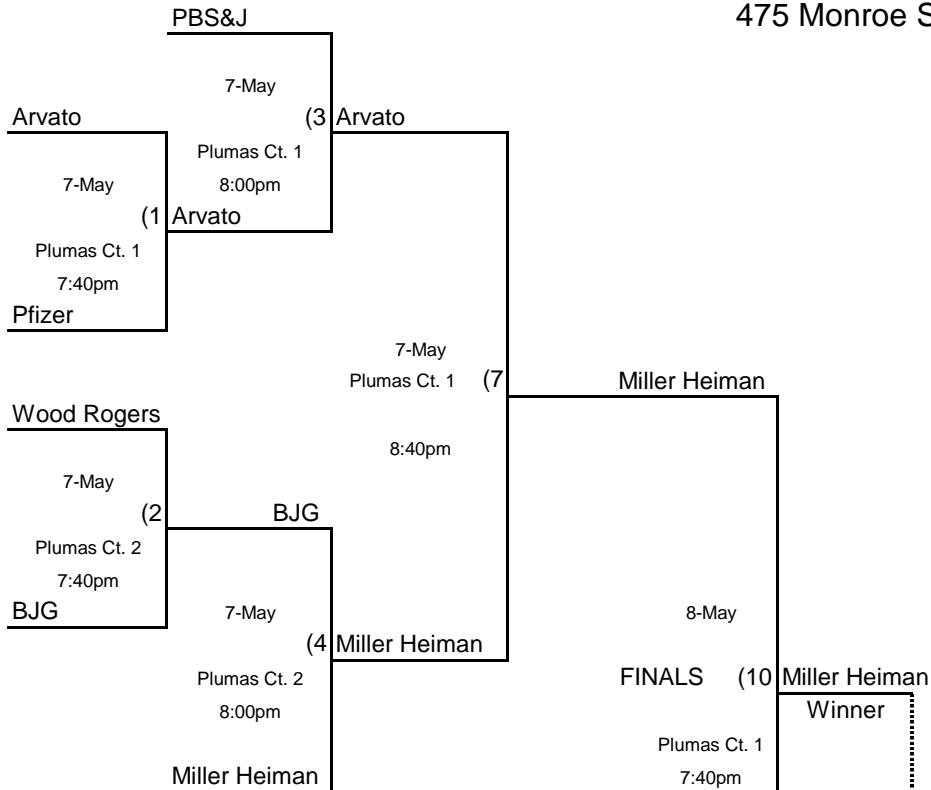 PBS&J
475 Monroe S
7-May
Arvato
(3 Arvato
Plumas Ct. 1
7-May
8:00pm
(1 Arvato
Plumas Ct. 1
7:40pm
Pfizer
7-May
Plumas Ct. 1 (7
Miller Heiman
Wood Rogers
8:40pm
7-May
(2
BJG
Plumas Ct. 2
7:40pm
BJG
7-May
8-May
(4 Miller Heiman
Plumas Ct. 2
FINALS (10 Miller Heiman
8:00pm
Winner
Plumas Ct. 1
Miller Heiman
7:40pm